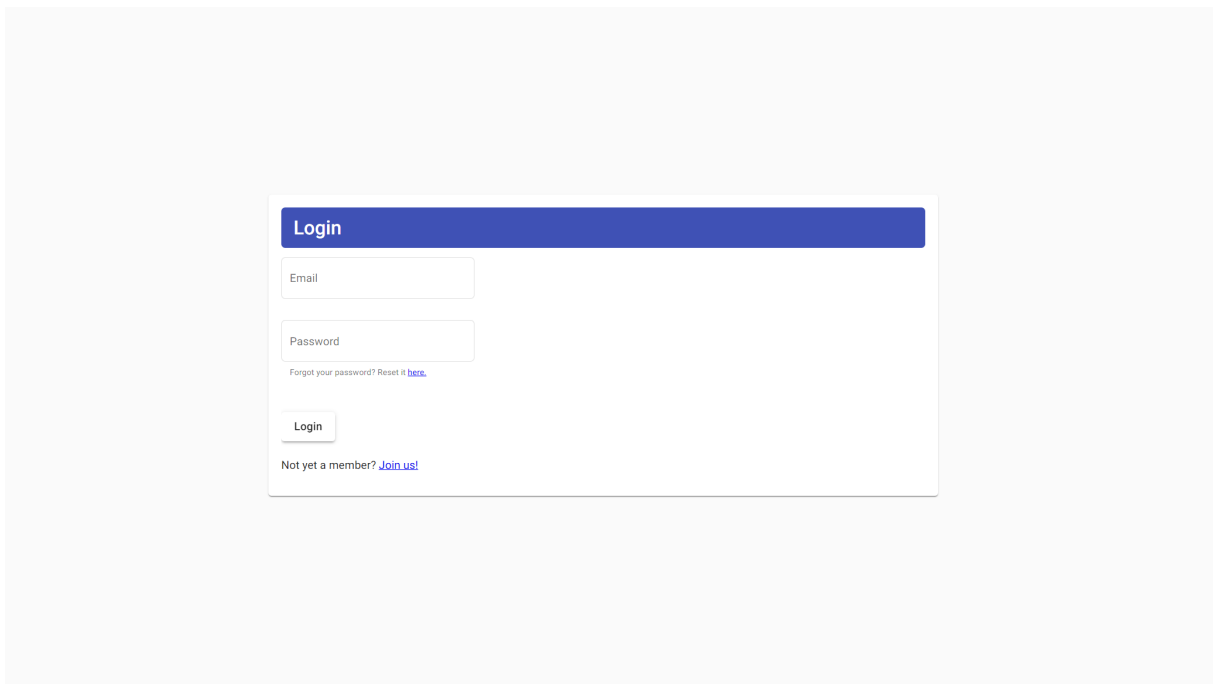 Login
Email
Password
Forgot your password? Reset it here.
Login
Not yet a member? Join us!